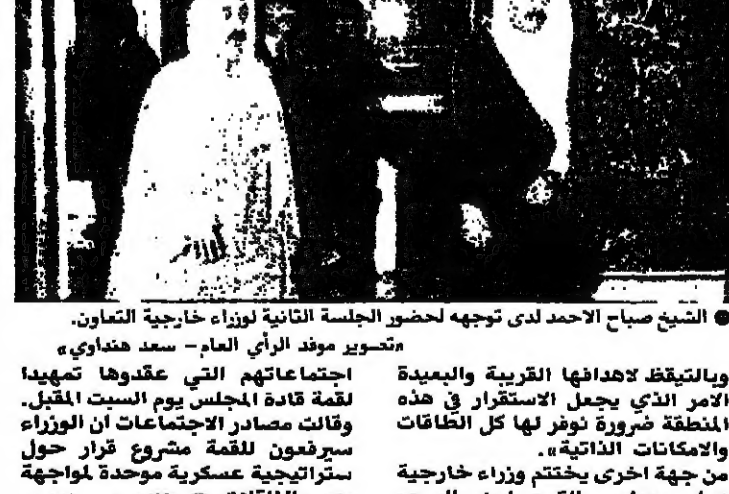 ● الشيخ صباح الاحمد لدى توجهه لحضور الجلسة الثانية لوزراء خارجية التعاون.
«تصوير موفد الرأي العام – سعد هنداوي»
وبالتيقظ لاهدافها القريبة والبعيدة
الامر الذي يجعل الاستقرار في هذه
المنطقة ضرورة نوفر لها كل الطاقات
والامكانات الذاتية».
من جهة اخرى يختتم وزراء خارجية
اجتماعاتهم التي عقدوها تمهيدا
لقمة قادة المجلس يوم السبت المقبل.
وقالت مصادر الاجتماعات ان الوزراء
سيرفعون للقمة مشروع قرار حول
ستراتيجية عسكرية موحدة لمواجهة